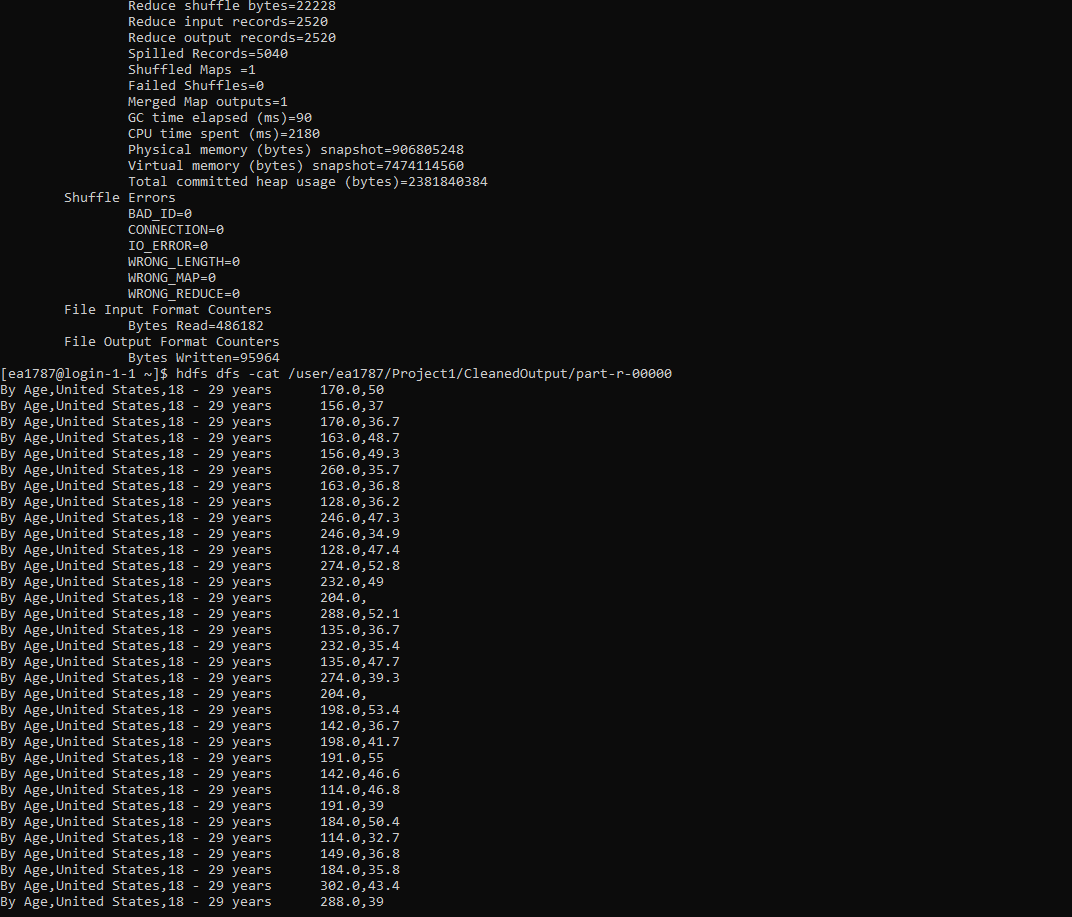 Reduce shuffle bytes=22228
Reduce input records=2520
Reduce output records=2520
Spilled Records=5040
Shuffled Maps =1
Failed Shuffles=0
Merged Map outputs=1
GC time elapsed (ms)=90
CPU time spent (ms)=2180
Physical memory (bytes) snapshot=906805248
Virtual memory (bytes) snapshot=7474114560
Total committed heap usage (bytes)=2381840384
Shuffle Errors
BAD_ID=0
CONNECTION=0
IO_ERROR=0
WRONG_LENGTH=0
WRONG_MAP=0
WRONG_REDUCE=0
File Input Format Counters
Bytes Read=486182
File Output Format Counters
Bytes Written=95964
[ea1787@login-1-1 ~]$ hdfs dfs -cat /user/ea1787/Project1/CleanedOutput/part-r-00000
By Age,United States,18 - 29 years 170.0,50
By Age,United States,18 - 29 years 156.0,37
By Age,United States,18 - 29 years 170.0,36.7
By Age,United States,18 - 29 years 163.0,48.7
By Age,United States,18 - 29 years 156.0,49.3
By Age,United States,18 - 29 years 260.0,35.7
By Age,United States,18 - 29 years 163.0,36.8
By Age,United States,18 - 29 years 128.0,36.2
By Age,United States,18 - 29 years 246.0,47.3
By Age,United States,18 - 29 years 246.0,34.9
By Age,United States,18 - 29 years 128.0,47.4
By Age,United States,18 - 29 years 274.0,52.8
By Age,United States,18 - 29 years 232.0,49
By Age,United States,18 - 29 years 204.0,
By Age,United States,18 - 29 years 288.0,52.1
By Age,United States,18 - 29 years 135.0,36.7
By Age,United States,18 - 29 years 232.0,35.4
By Age,United States,18 - 29 years 135.0,47.7
By Age,United States,18 - 29 years 274.0,39.3
By Age,United States,18 - 29 years 204.0,
By Age,United States,18 - 29 years 198.0,53.4
By Age,United States,18 - 29 years 142.0,36.7
By Age,United States,18 - 29 years 198.0,41.7
By Age,United States,18 - 29 years 191.0,55
By Age,United States,18 - 29 years 142.0,46.6
By Age,United States,18 - 29 years 114.0,46.8
By Age,United States,18 - 29 years 191.0,39
By Age,United States,18 - 29 years 184.0,50.4
By Age,United States,18 - 29 years 114.0,32.7
By Age,United States,18 - 29 years 149.0,36.8
By Age,United States,18 - 29 years 184.0,35.8
By Age,United States,18 - 29 years 302.0,43.4
By Age,United States,18 - 29 years 288.0,39